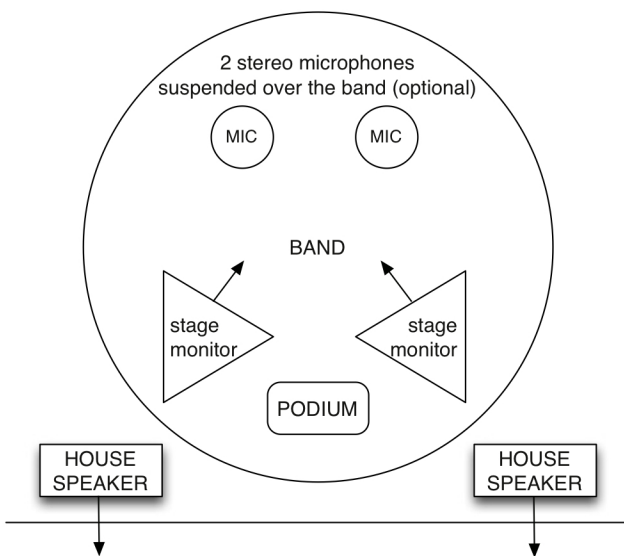 2 stereo microphones
suspended over the band (optional)
MIC
MIC
BAND
stage
monitor
stage
monitor
PODIUM
HOUSE
SPEAKER
HOUSE
SPEAKER